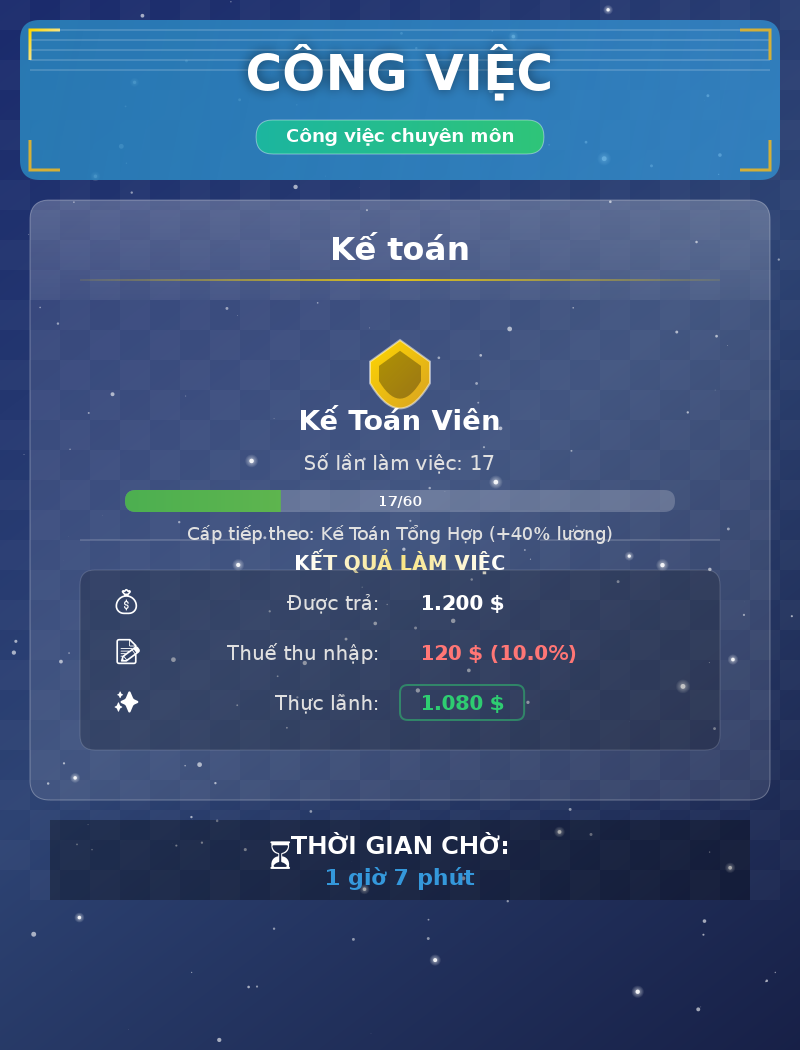 CÔNG VIỆC
Công việc chuyên môn
Kế toán
Kế Toán Viên
Số lần làm việc: 17
17/60
Cấp tiếp theo: Kế Toán Tổng Hợp (+40% lương)
KẾT QUẢ LÀM VIỆC
Được trả: 1.200 $
Thuế thu nhập: 120 $ (10.0%)
Thực lãnh: 1.080 $
THỜI GIAN CHỜ:
1 giờ 7 phút